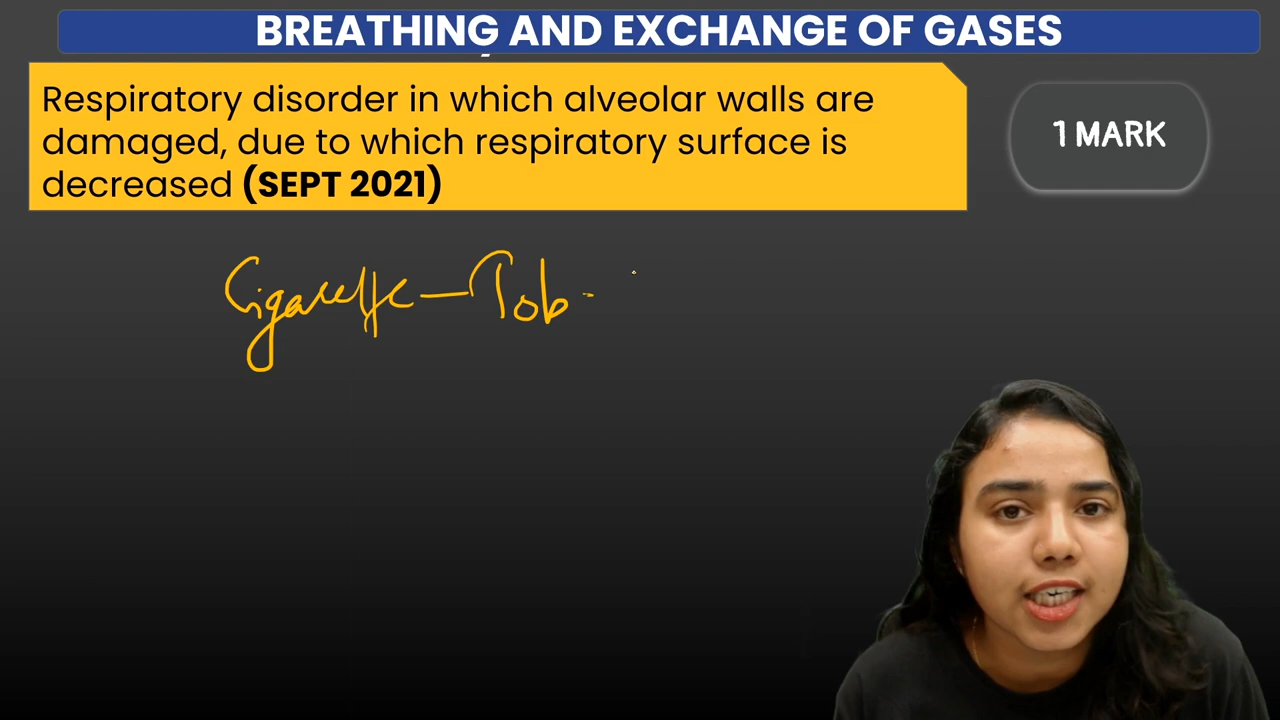 BREATHING AND EXCHANGE OF GASES
Respiratory disorder in which alveolar walls are
damaged, due to which respiratory surface is
decreased (SEPT 2021)
1 MARK
Cigarette — Tob